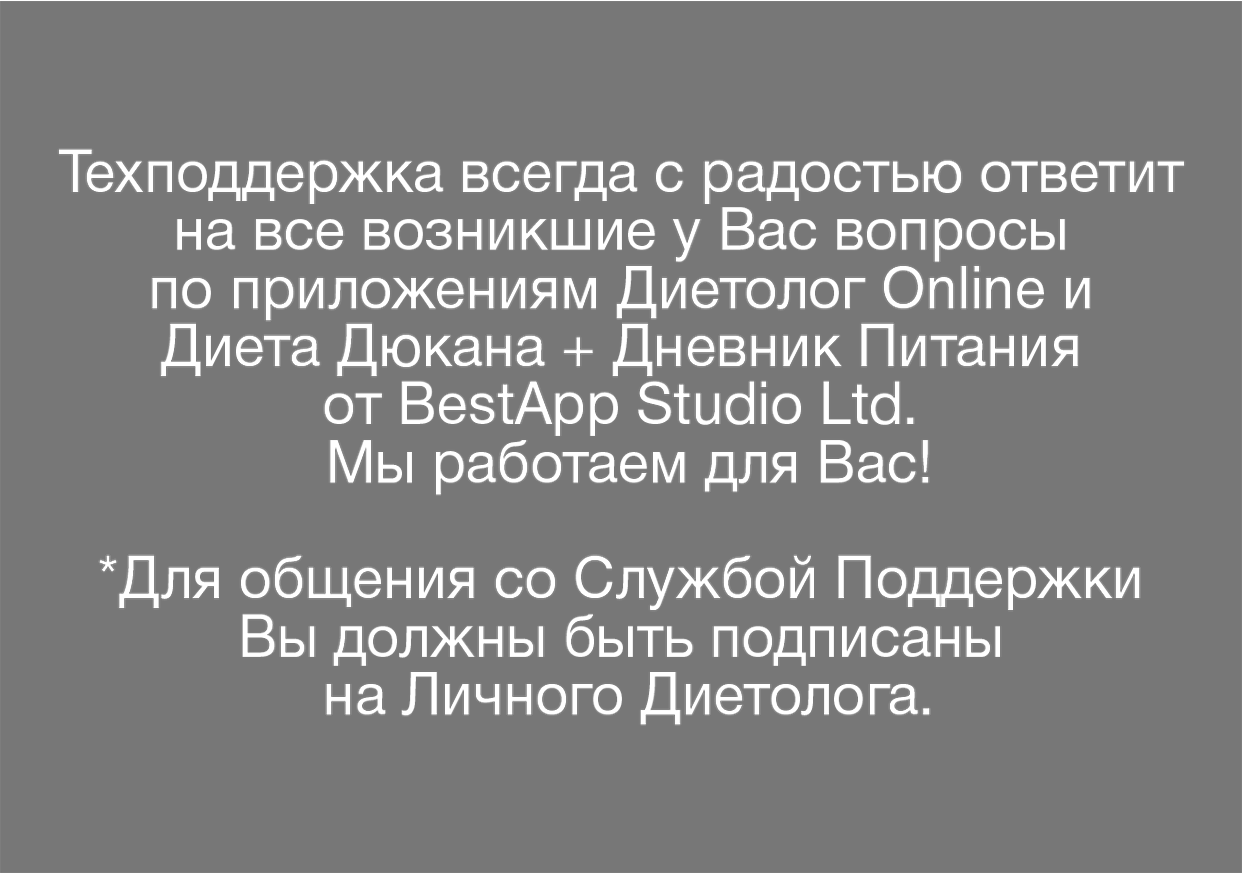 Техподдержка всегда с радостью ответит
на все возникшие у Вас вопросы
по приложениям Диетолог Online и
Диета Дюкана + Дневник Питания
от BestApp Studio Ltd.
Мы работаем для Вас!
*Для общения со Службой Поддержки
Вы должны быть подписаны
на Личного Диетолога.